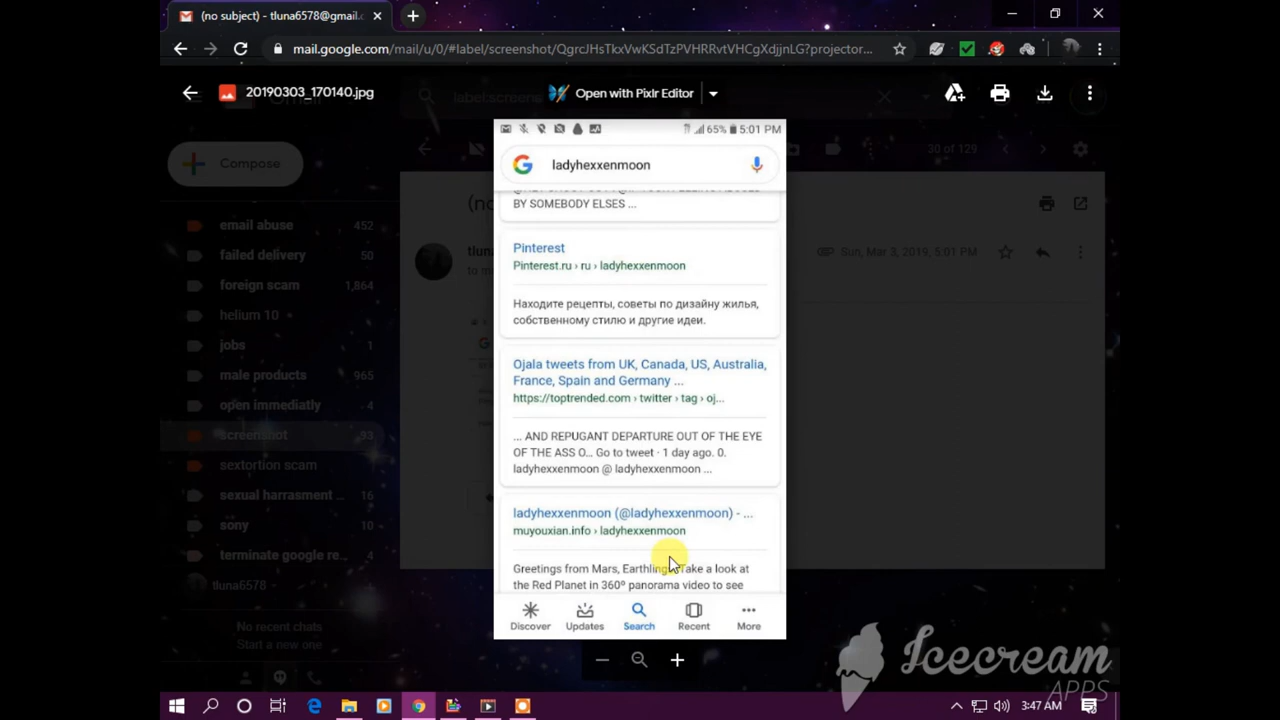 (no subject) - tluna6578@gmail.c
mail.google.com/mail/u/0/#label/screenshot/QgrcJHsTkxVwKSdTzPVHRRvtVHCgXdjjnLG?projector...
20190303_170140.jpg
Open with Pixlr Editor
label:screens
Compose
30 of 129
email abuse 452
failed delivery 50
foreign scam 1,864
helium 10
jobs 1
male products 965
open immediatly 4
screenshot 93
sextortion scam
sexual harrasment ... 16
sony 10
terminate google re... 4
tluna6578
No recent chats
Start a new one
(no
tlun
to m
Sun, Mar 3, 2019, 5:01 PM
65% 5:01 PM
ladyhexxenmoon
BY SOMEBODY ELSES ...
Pinterest
Pinterest.ru › ru › ladyhexxenmoon
Находите рецепты, советы по дизайну жилья,
собственному стилю и другие идеи.
Ojala tweets from UK, Canada, US, Australia,
France, Spain and Germany ...
https://toptrended.com › twitter › tag › oj...
... AND REPUGANT DEPARTURE OUT OF THE EYE
OF THE ASS O... Go to tweet · 1 day ago. 0.
ladyhexxenmoon @ ladyhexxenmoon ...
ladyhexxenmoon (@ladyhexxenmoon) - ...
muyouxian.info › ladyhexxenmoon
Greetings from Mars, Earthling Take a look at
the Red Planet in 360º panorama video to see
Discover Updates Search Recent More
Icecream
APPS
3:47 AM